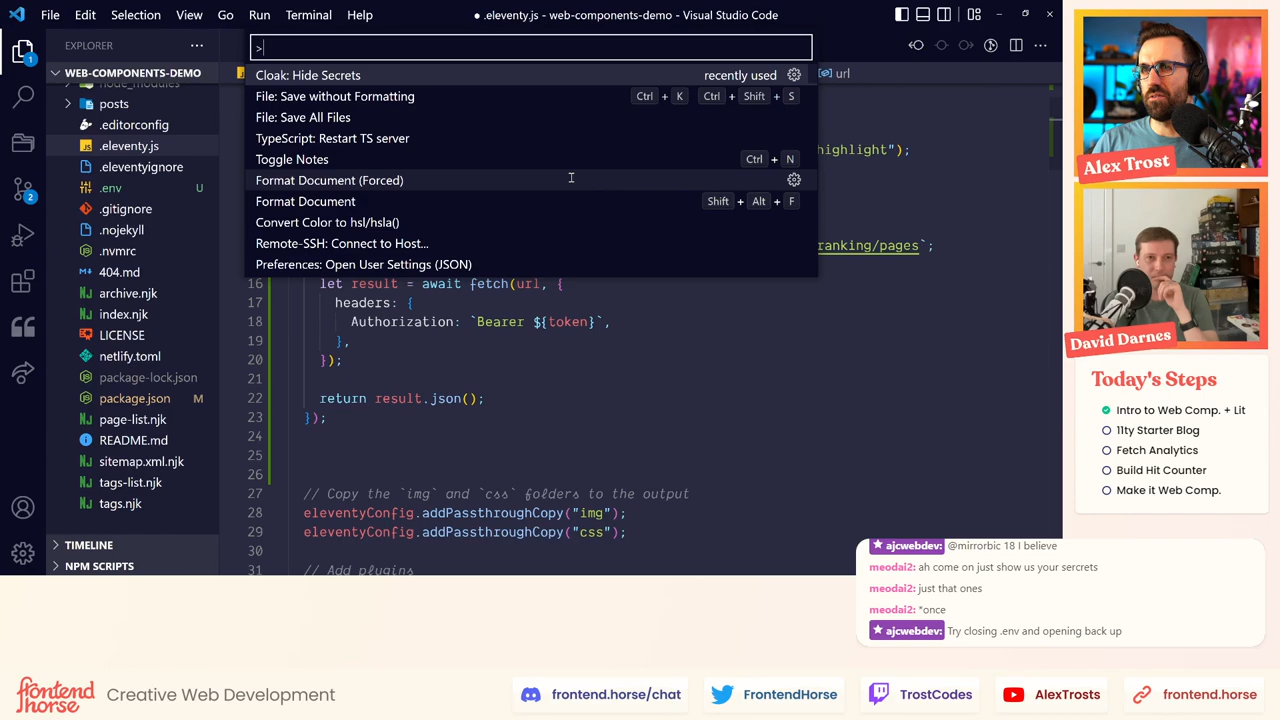 File Edit Selection View Go Run Terminal Help
● .eleventy.js - web-components-demo - Visual Studio Code
EXPLORER
WEB-COMPONENTS-DEMO
node_modules
posts
.editorconfig
JS .eleventy.js
.eleventyignore
.env U
.gitignore
.nojekyll
.nvmrc
404.md
archive.njk
index.njk
LICENSE
netlify.toml
package-lock.json
package.json M
page-list.njk
README.md
sitemap.xml.njk
tags-list.njk
tags.njk
TIMELINE
NPM SCRIPTS
1
2
>
Cloak: Hide Secrets recently used
File: Save without Formatting Ctrl + K Ctrl + Shift + S
File: Save All Files
TypeScript: Restart TS server
Toggle Notes Ctrl + N
Format Document (Forced)
Format Document Shift + Alt + F
Convert Color to hsl/hsla()
Remote-SSH: Connect to Host...
Preferences: Open User Settings (JSON)
url
highlight");
ranking/pages`;
16 let result = await fetch(url, {
17 headers: {
18 Authorization: `Bearer ${token}`,
19 },
20 });
21
22 return result.json();
23 });
24
25
26
27 // Copy the `img` and `css` folders to the output
28 eleventyConfig.addPassthroughCopy("img");
29 eleventyConfig.addPassthroughCopy("css");
30
31 // Add plugins
Alex Trost
David Darnes
Today's Steps
Intro to Web Comp. + Lit
11ty Starter Blog
Fetch Analytics
Build Hit Counter
Make it Web Comp.
ajcwebdev: @mirrorbic 18 I believe
meodai2: ah come on just show us your sercrets
meodai2: just that ones
meodai2: *once
ajcwebdev: Try closing .env and opening back up
frontend horse
Creative Web Development
frontend.horse/chat
FrontendHorse
TrostCodes
AlexTrosts
frontend.horse